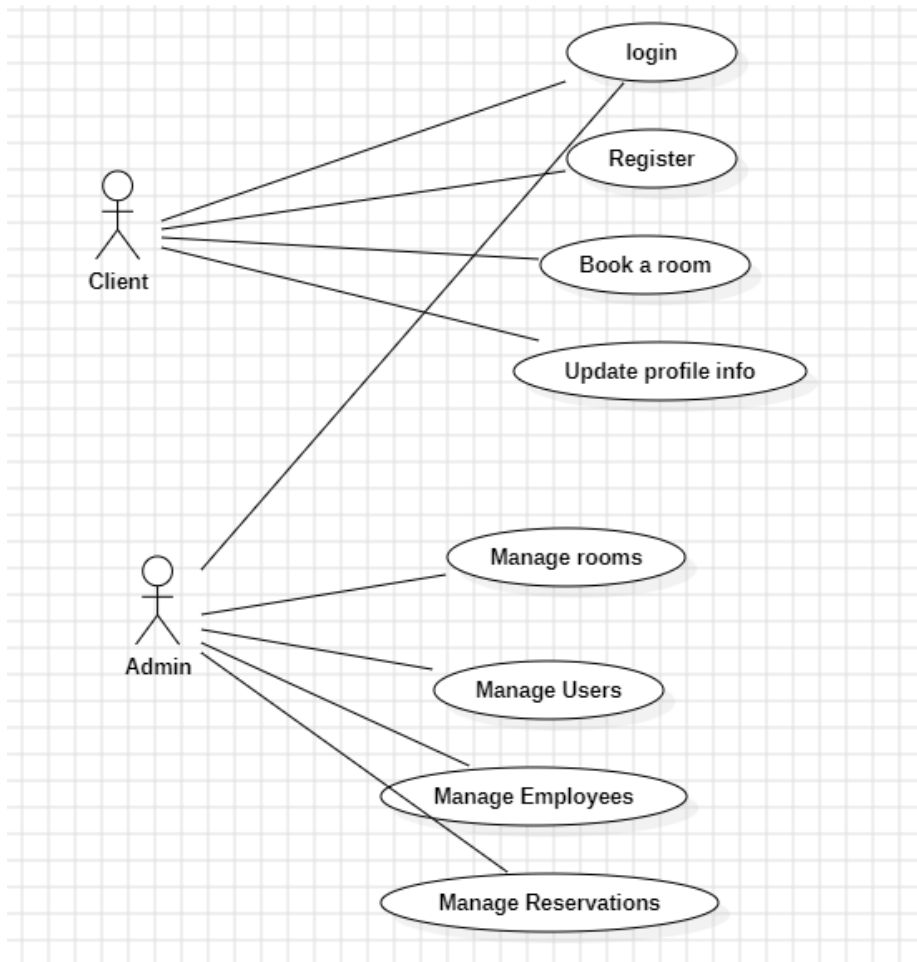 login
Register
Client
Book a room
Update profile info
Manage rooms
Admin
Manage Users
Manage Employees
Manage Reservations